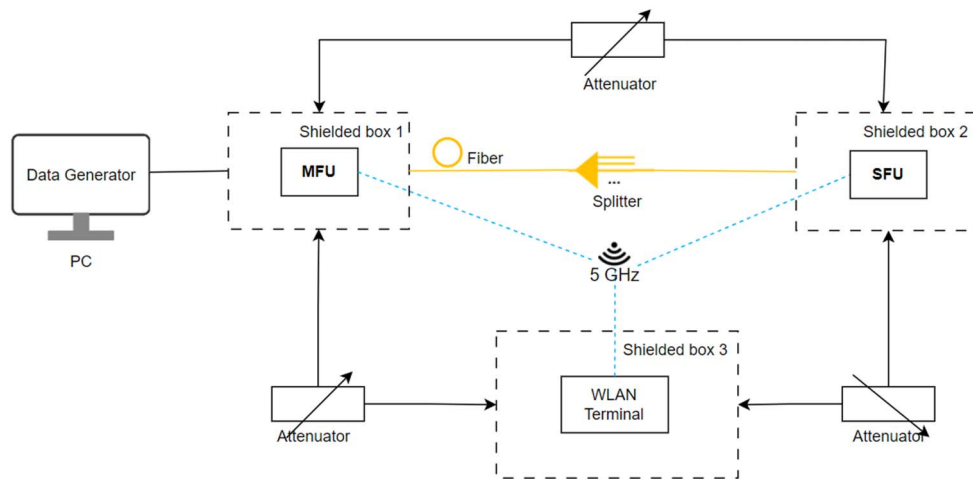 Attenuator
Shielded box 1
Shielded box 2
Data Generator
MFU
Fiber
...
Splitter
SFU
PC
5 GHz
Shielded box 3
WLAN
Terminal
Attenuator
Attenuator